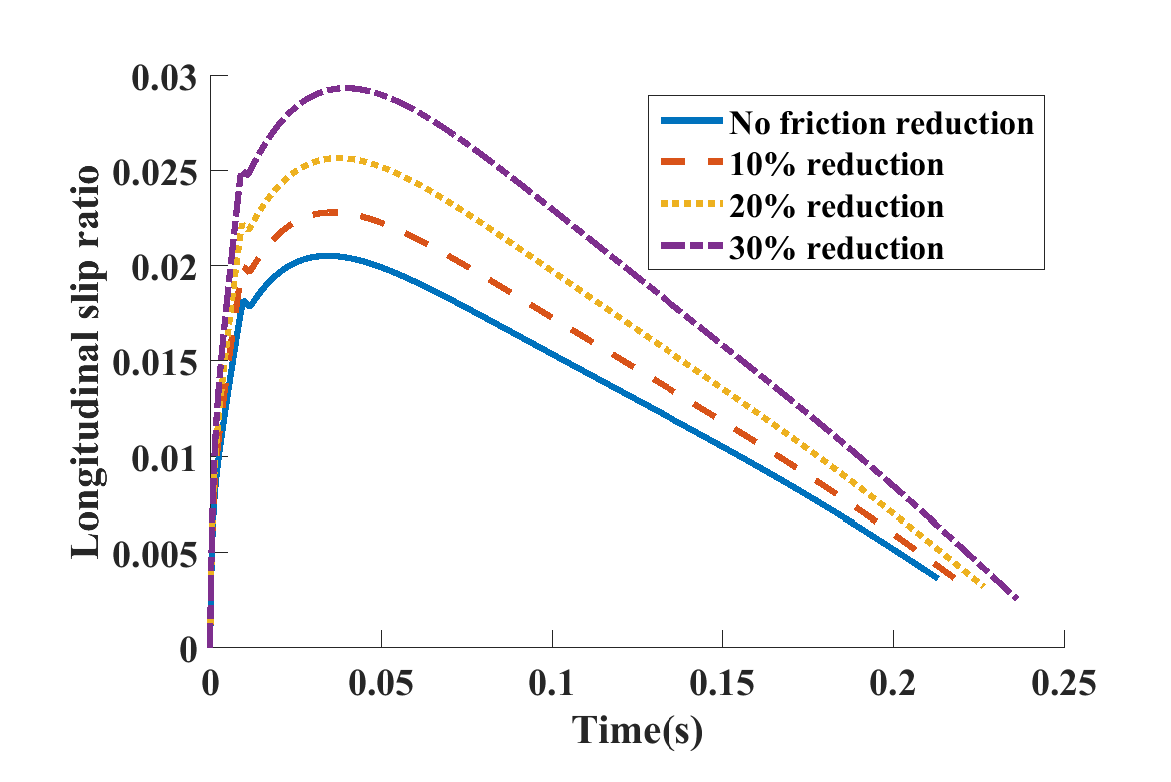 0.03
0.025
0.02
0.015
0.01
0.005
0
Longitudinal slip ratio
No friction reduction
10% reduction
20% reduction
30% reduction
0 0.05 0.1 0.15 0.2 0.25
Time(s)